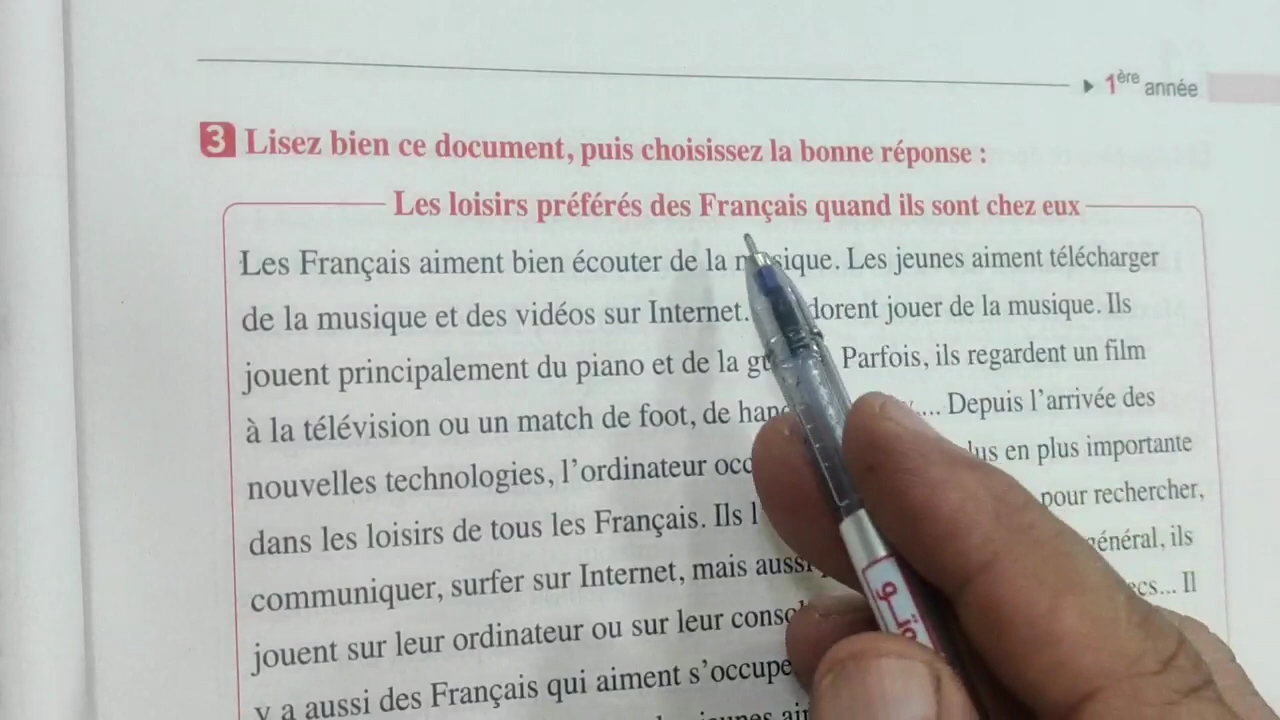 1ère année
3 Lisez bien ce document, puis choisissez la bonne réponse :
Les loisirs préférés des Français quand ils sont chez eux
Les Français aiment bien écouter de la musique. Les jeunes aiment télécharger
de la musique et des vidéos sur Internet. dorent jouer de la musique. Ils
jouent principalement du piano et de la Parfois, ils regardent un film
à la télévision ou un match de foot, de .... Depuis l'arrivée des
nouvelles technologies, l'ordinateur plus en plus importante
dans les loisirs de tous les Français. Ils pour rechercher,
communiquer, surfer sur Internet, mais aussi général, ils
jouent sur leur ordinateur ou sur leur ... Il
y a aussi des Français qui aiment
jeunes